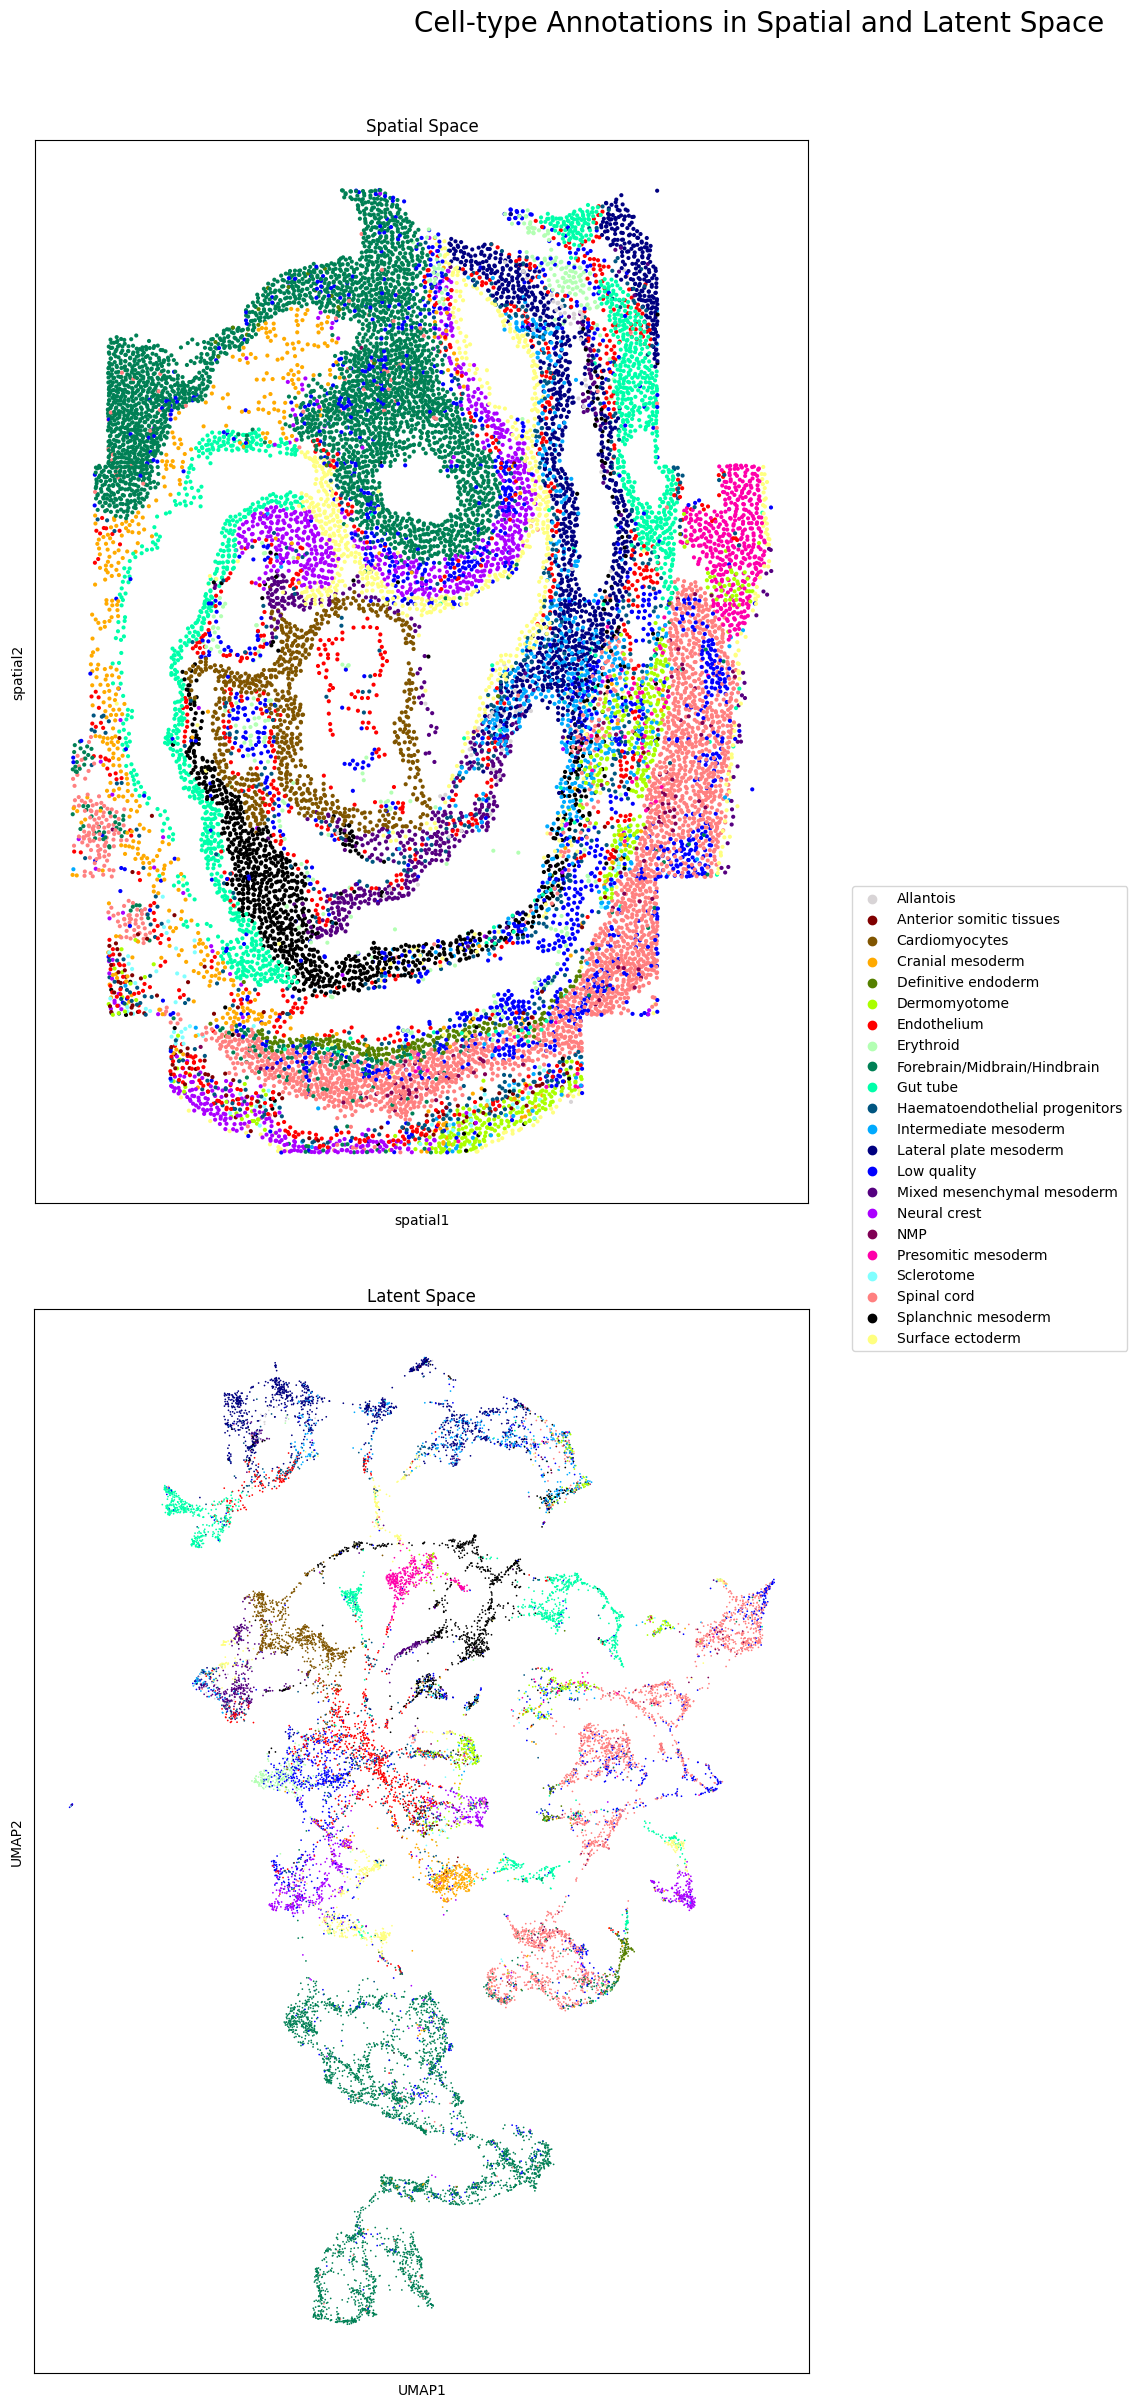 Cell-type Annotations in Spatial and Latent Space
Spatial Space
spatial2
spatial1
Allantois
Anterior somitic tissues
Cardiomyocytes
Cranial mesoderm
Definitive endoderm
Dermomyotome
Endothelium
Erythroid
Forebrain/Midbrain/Hindbrain
Gut tube
Haematoendothelial progenitors
Intermediate mesoderm
Lateral plate mesoderm
Low quality
Mixed mesenchymal mesoderm
Neural crest
NMP
Presomitic mesoderm
Sclerotome
Spinal cord
Splanchnic mesoderm
Surface ectoderm
Latent Space
UMAP2
UMAP1